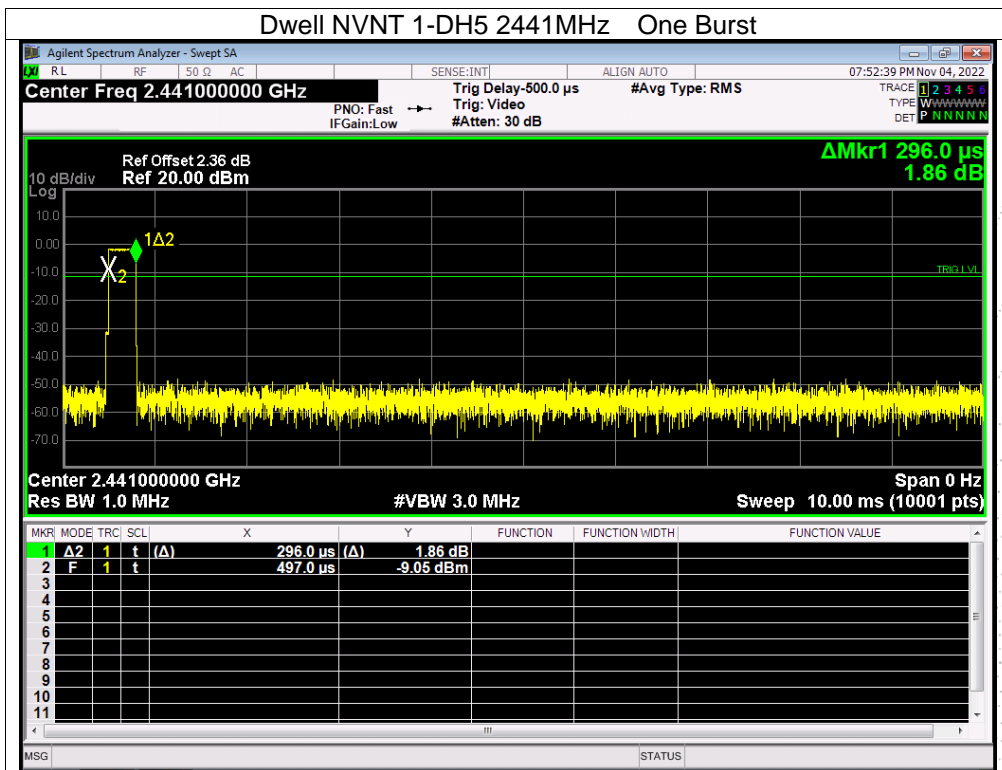 Dwell NVNT 1-DH5 2441MHz One Burst
Agilent Spectrum Analyzer - Swept SA
LXI RL RF 50 Ω AC SENSE:INT ALIGN AUTO 07:52:39 PM Nov 04, 2022
Center Freq 2.441000000 GHz
PNO: Fast
IFGain:Low
Trig Delay-500.0 µs
Trig: Video
#Atten: 30 dB
#Avg Type: RMS
TRACE 1 2 3 4 5 6
TYPE WWWWWW
DET P N N N N N
ΔMkr1 296.0 µs
1.86 dB
Ref Offset 2.36 dB
10 dB/div Ref 20.00 dBm
Log
10.0
0.00
-10.0
-20.0
-30.0
-40.0
-50.0
-60.0
-70.0
1Δ2
X2
TRIG LVL
Center 2.441000000 GHz Span 0 Hz
Res BW 1.0 MHz #VBW 3.0 MHz Sweep 10.00 ms (10001 pts)
MKR MODE TRC SCL X Y FUNCTION FUNCTION WIDTH FUNCTION VALUE
1 Δ2 1 t (Δ) 296.0 µs (Δ) 1.86 dB
2 F 1 t 497.0 µs -9.05 dBm
3
4
5
6
7
8
9
10
11
MSG STATUS